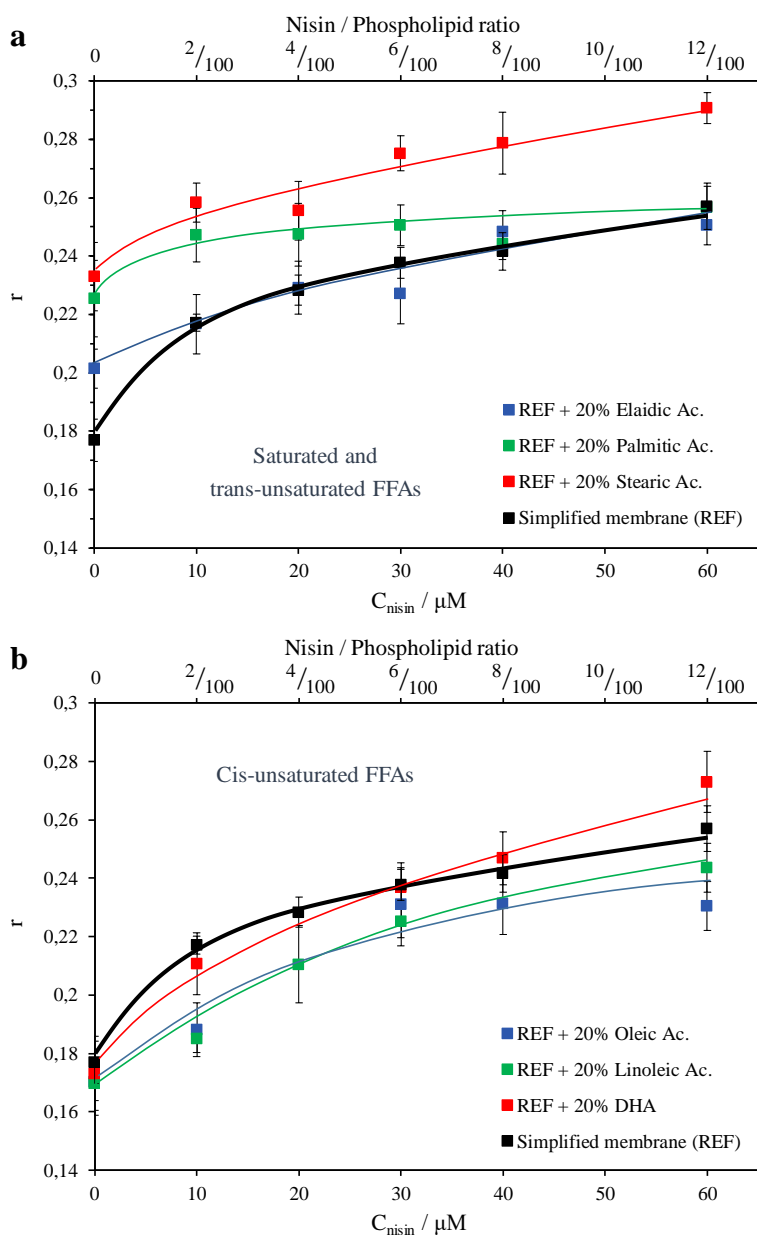 a
Nisin / Phospholipid ratio
0 2/100 4/100 6/100 8/100 10/100 12/100
0,3
0,28
0,26
0,24
0,22
0,2
0,18
0,16
0,14
r
REF + 20% Elaidic Ac.
REF + 20% Palmitic Ac.
REF + 20% Stearic Ac.
Simplified membrane (REF)
Saturated and
trans-unsaturated FFAs
0 10 20 30 40 50 60
Cnisin / μM
b
Nisin / Phospholipid ratio
0 2/100 4/100 6/100 8/100 10/100 12/100
0,3
0,28
0,26
0,24
0,22
0,2
0,18
0,16
0,14
r
Cis-unsaturated FFAs
REF + 20% Oleic Ac.
REF + 20% Linoleic Ac.
REF + 20% DHA
Simplified membrane (REF)
0 10 20 30 40 50 60
Cnisin / μM